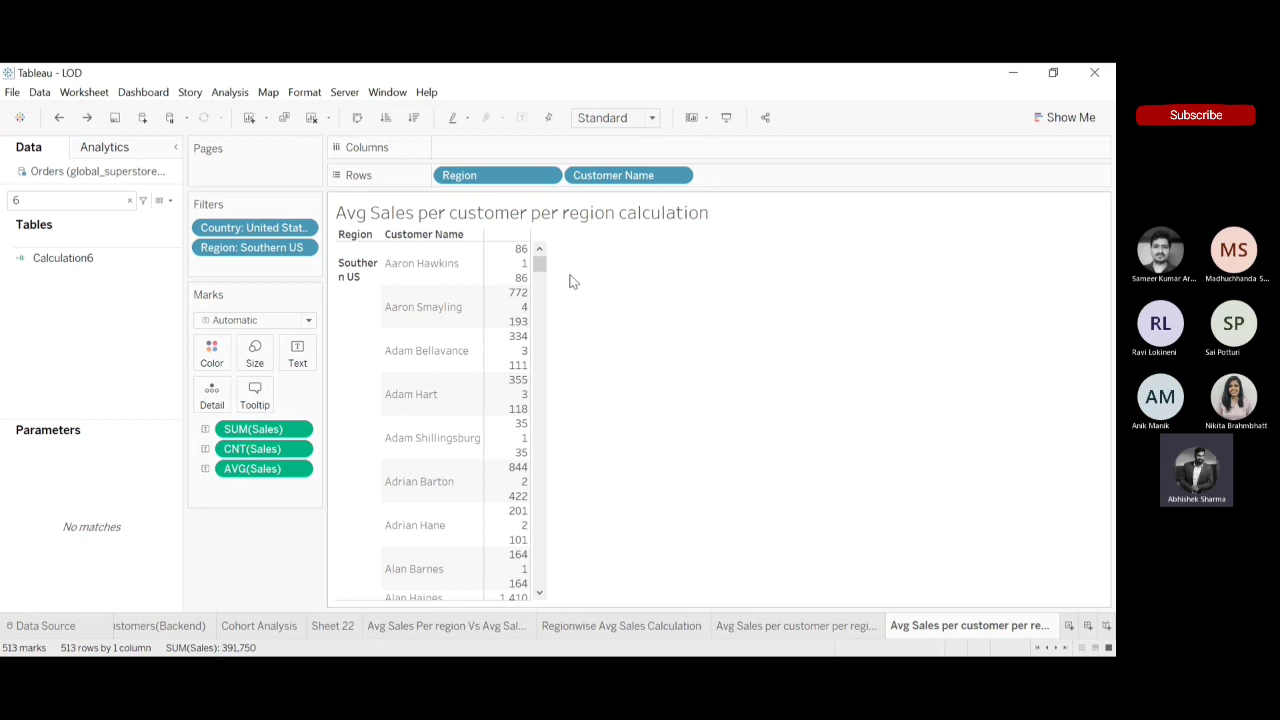 Tableau - LOD
File Data Worksheet Dashboard Story Analysis Map Format Server Window Help
Standard
Show Me
Subscribe
Data Analytics
Orders (global_superstore...
6
Tables
Calculation6
Parameters
No matches
Pages
Filters
Country: United Stat..
Region: Southern US
Marks
Automatic
Color Size Text
Detail Tooltip
SUM(Sales)
CNT(Sales)
AVG(Sales)
Columns
Rows Region Customer Name
Avg Sales per customer per region calculation
Region Customer Name
Souther
n US
86
Aaron Hawkins 1
86
772
Aaron Smayling 4
193
334
Adam Bellavance 3
111
355
Adam Hart 3
118
35
Adam Shillingsburg 1
35
844
Adrian Barton 2
422
201
Adrian Hane 2
101
164
Alan Barnes 1
164
Alan Haines 1,410
Data Source ustomers(Backend) Cohort Analysis Sheet 22 Avg Sales Per region Vs Avg Sal... Regionwise Avg Sales Calculation Avg Sales per customer per regi... Avg Sales per customer per re...
513 marks 513 rows by 1 column SUM(Sales): 391,750
Sameer Kumar Ar...
MS
Madhuchhanda S...
RL
Ravi Lokineni
SP
Sai Potturi
AM
Anik Manik
Nikita Brahmbhatt
Abhishek Sharma